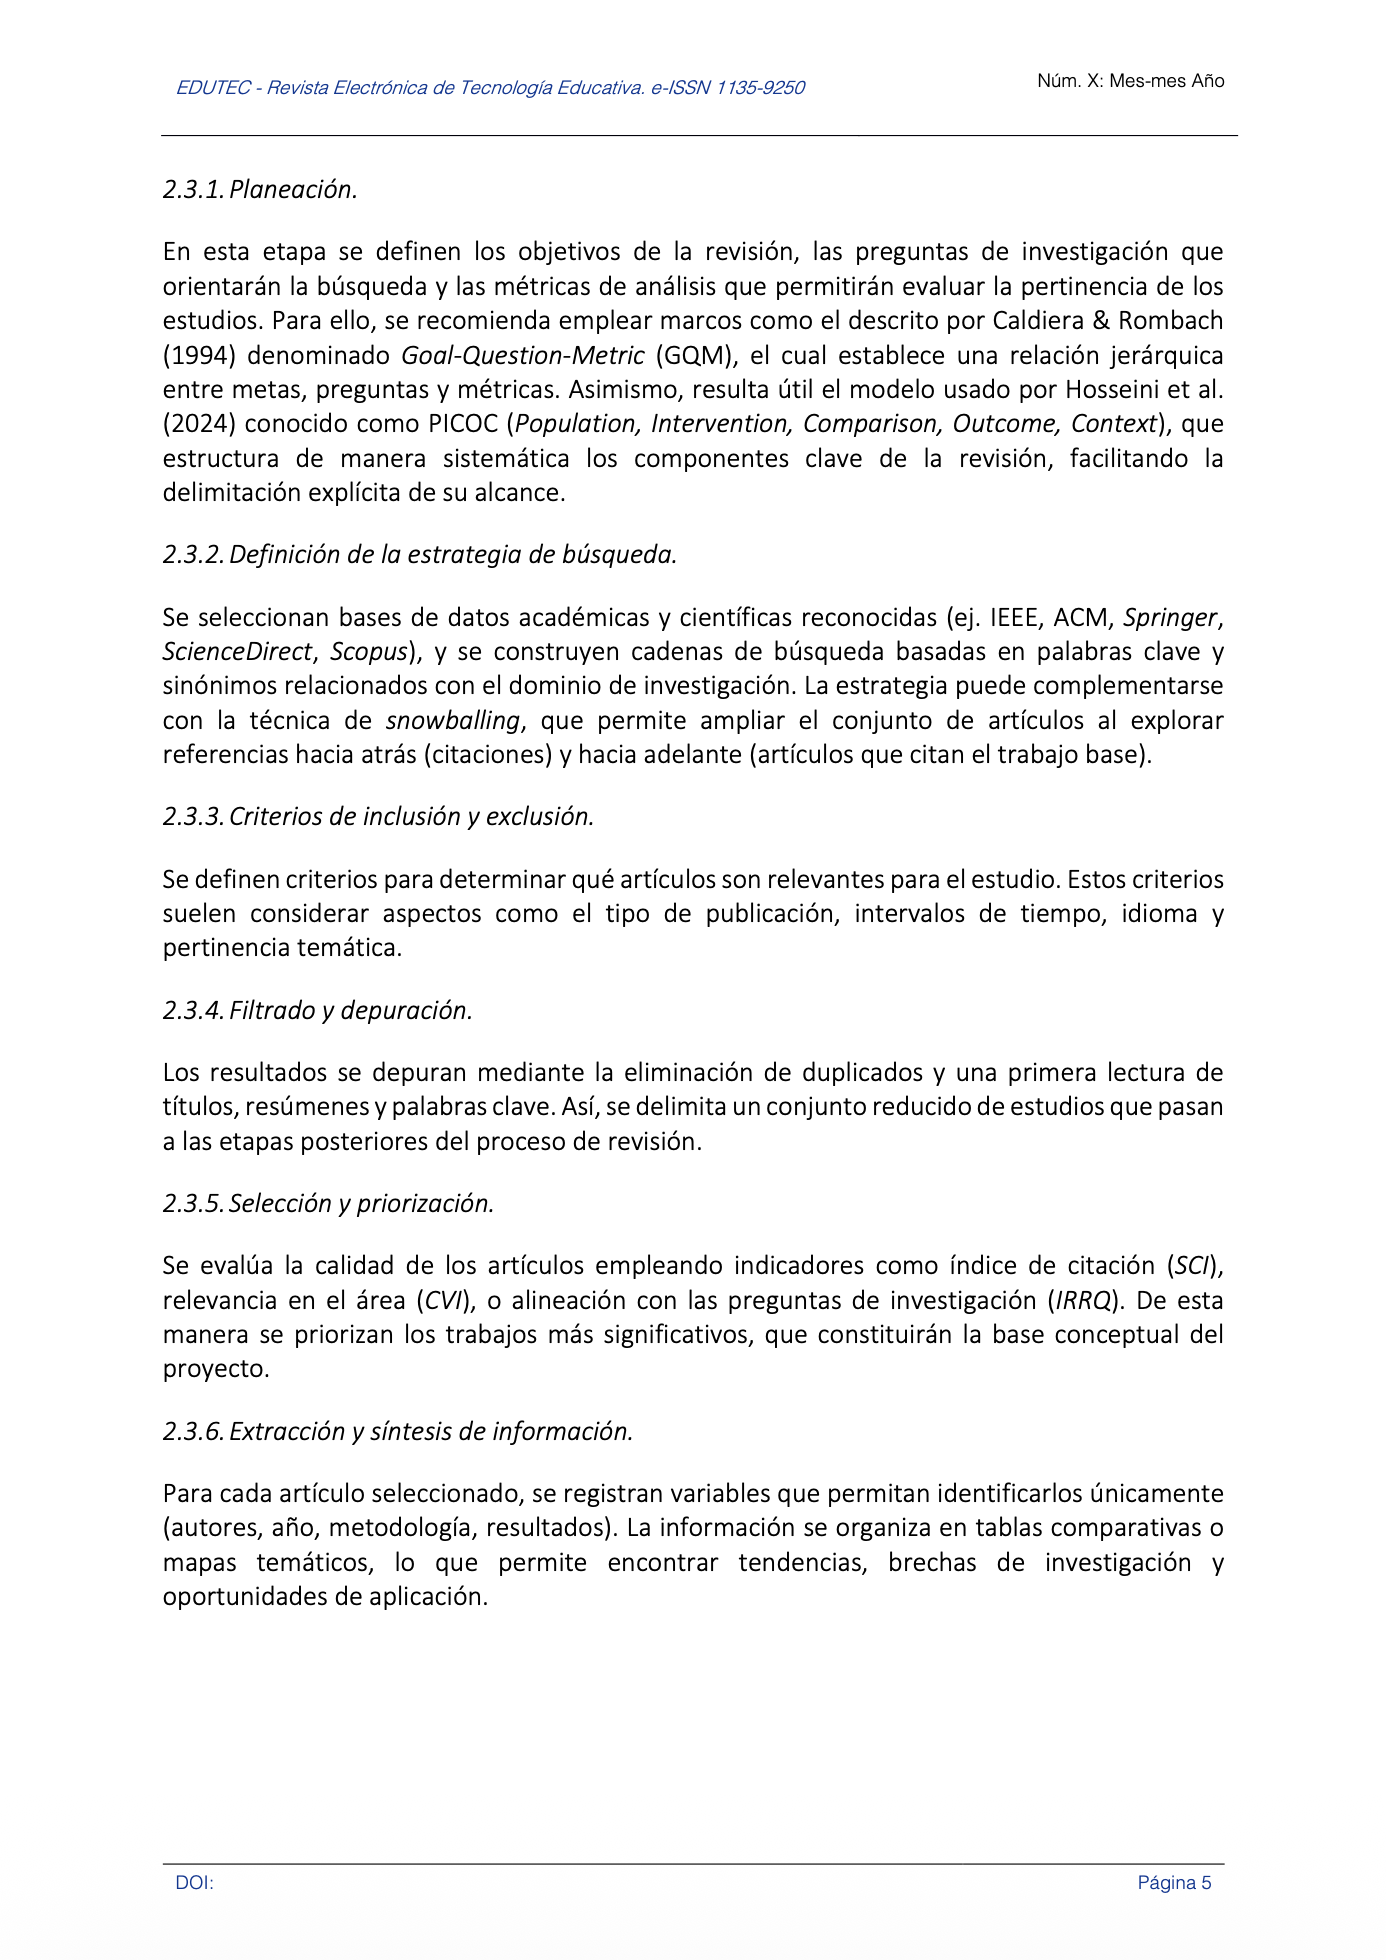 EDUTEC - Revista Electrónica de Tecnología Educativa. e-ISSN 1135-9250
Núm. X: Mes-mes Año
2.3.1. Planeación.
En esta etapa se definen los objetivos de la revisión, las preguntas de investigación que
orientarán la búsqueda y las métricas de análisis que permitirán evaluar la pertinencia de los
estudios. Para ello, se recomienda emplear marcos como el descrito por Caldiera & Rombach
(1994) denominado Goal-Question-Metric (GQM), el cual establece una relación jerárquica
entre metas, preguntas y métricas. Asimismo, resulta útil el modelo usado por Hosseini et al.
(2024) conocido como PICOC (Population, Intervention, Comparison, Outcome, Context), que
estructura de manera sistemática los componentes clave de la revisión, facilitando la
delimitación explícita de su alcance.
2.3.2. Definición de la estrategia de búsqueda.
Se seleccionan bases de datos académicas y científicas reconocidas (ej. IEEE, ACM, Springer,
ScienceDirect, Scopus), y se construyen cadenas de búsqueda basadas en palabras clave y
sinónimos relacionados con el dominio de investigación. La estrategia puede complementarse
con la técnica de snowballing, que permite ampliar el conjunto de artículos al explorar
referencias hacia atrás (citaciones) y hacia adelante (artículos que citan el trabajo base).
2.3.3. Criterios de inclusión y exclusión.
Se definen criterios para determinar qué artículos son relevantes para el estudio. Estos criterios
suelen considerar aspectos como el tipo de publicación, intervalos de tiempo, idioma y
pertinencia temática.
2.3.4. Filtrado y depuración.
Los resultados se depuran mediante la eliminación de duplicados y una primera lectura de
títulos, resúmenes y palabras clave. Así, se delimita un conjunto reducido de estudios que pasan
a las etapas posteriores del proceso de revisión.
2.3.5. Selección y priorización.
Se evalúa la calidad de los artículos empleando indicadores como índice de citación (SCI),
relevancia en el área (CVI), o alineación con las preguntas de investigación (IRRQ). De esta
manera se priorizan los trabajos más significativos, que constituirán la base conceptual del
proyecto.
2.3.6. Extracción y síntesis de información.
Para cada artículo seleccionado, se registran variables que permitan identificarlos únicamente
(autores, año, metodología, resultados). La información se organiza en tablas comparativas o
mapas temáticos, lo que permite encontrar tendencias, brechas de investigación y
oportunidades de aplicación.
DOI:
Página 5